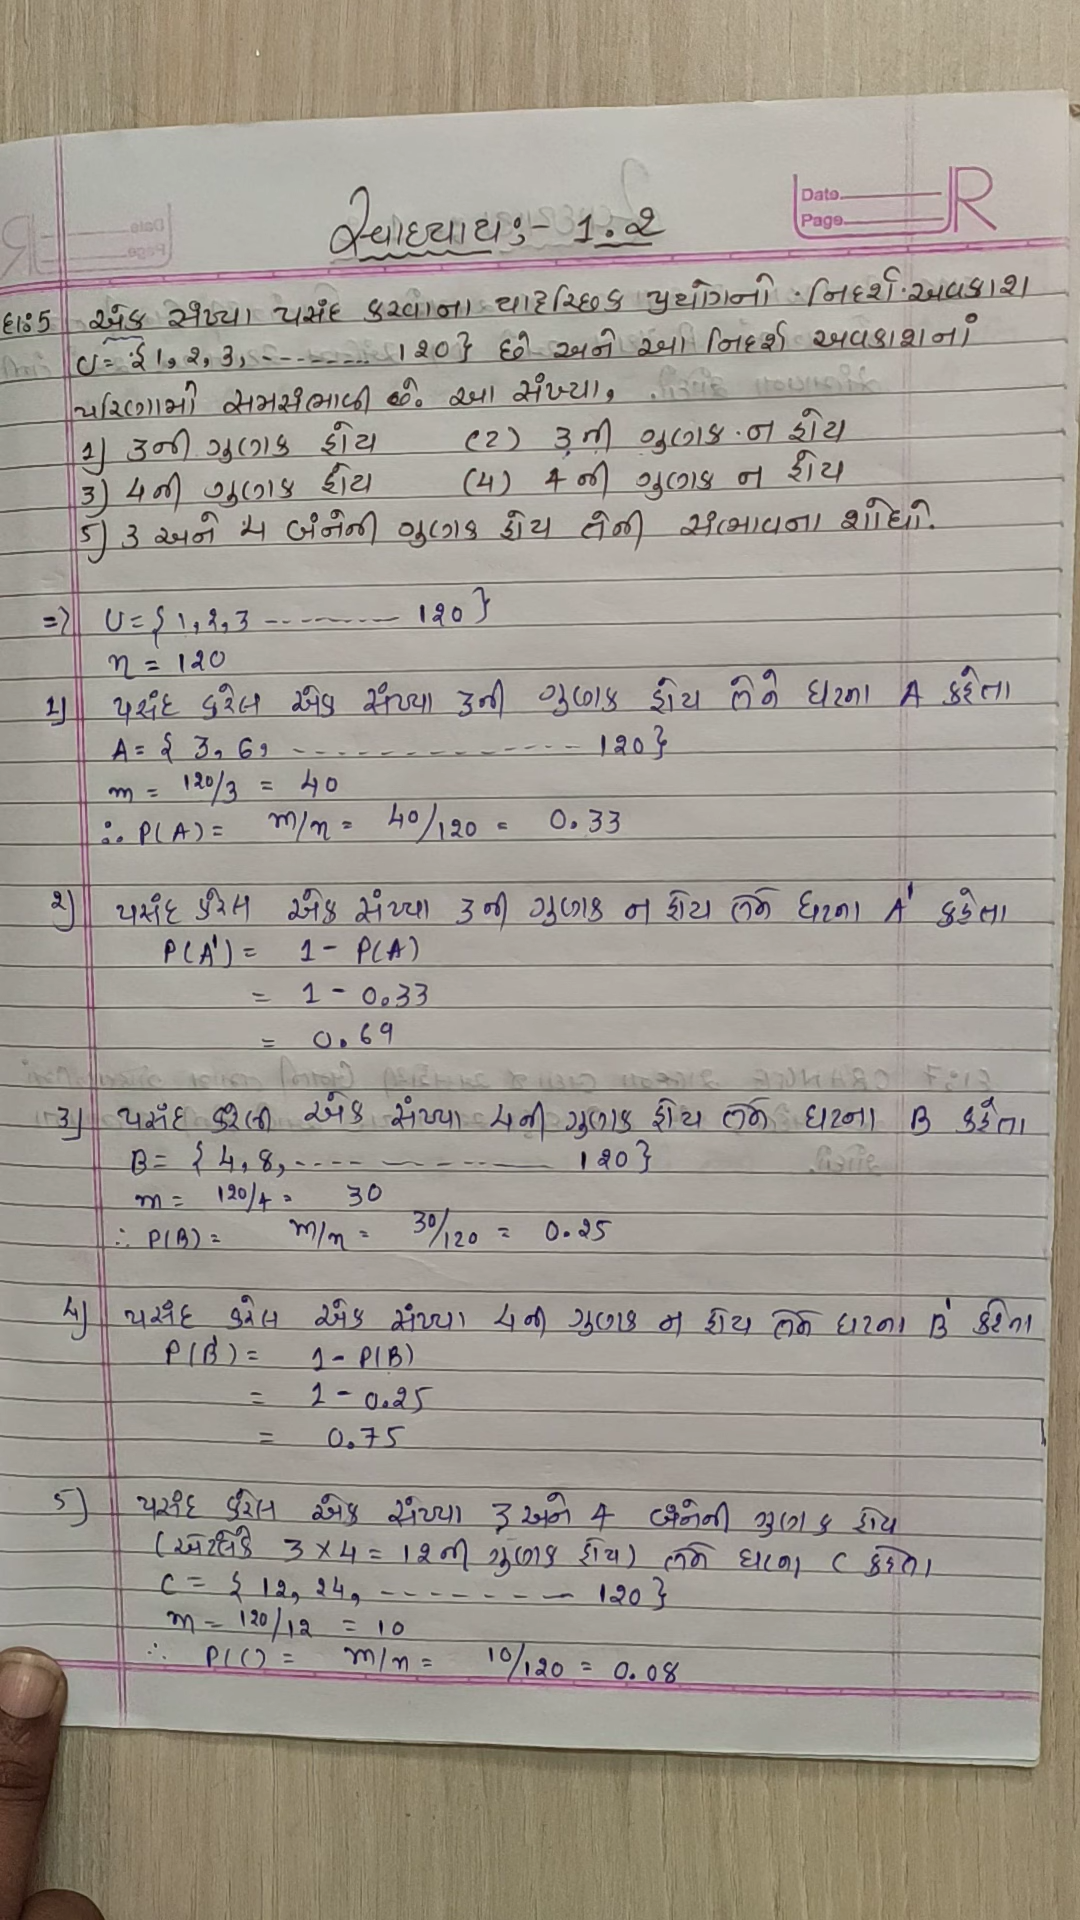 સ્વાધ્યાય:- 1.2
Date
Page
R
દા:5 એક સંખ્યા પસંદ કરવાના યાદચ્છિક પ્રયોગનો નિદર્શ અવકાશ
U = {1, 2, 3, -------- 120} છે અને આ નિદર્શ અવકાશનાં
પરિણામો સમસંભાવી છે. આ સંખ્યા,
1) 3ની ગુણક હોય (2) 3 ની ગુણક ન હોય
3) 4 ની ગુણક હોય (4) 4 ની ગુણક ન હોય
5) 3 અને 4 બંનેની ગુણક હોય તેની સંભાવના શોધો.
=> U = {1, 2, 3 -------- 120}
n = 120
1) પસંદ કરેલ એક સંખ્યા 3ની ગુણક હોય તેને ઘટના A કહેતા
A = { 3, 6, -------------- 120}
m = 120/3 = 40
∴ P(A) = m/n = 40/120 = 0.33
2) પસંદ કરેલ એક સંખ્યા 3 ની ગુણક ન હોય તેને ઘટના A' કહેતા
P(A') = 1 - P(A)
= 1 - 0.33
= 0.69
3) પસંદ કરેલી એક સંખ્યા 4ની ગુણક હોય તેને ઘટના B કહેતા
B = { 4, 8, ------------ 120}
m = 120/4 = 30
∴ P(B) = m/n = 30/120 = 0.25
4) પસંદ કરેલ એક સંખ્યા 4ની ગુણક ન હોય તેને ઘટના B' કહેતા
P(B') = 1 - P(B)
= 1 - 0.25
= 0.75
5) પસંદ કરેલ એક સંખ્યા 3 અને 4 બંનેની ગુણક હોય
(એટલેકે 3 × 4 = 12 ની ગુણક હોય) તેને ઘટના C કહેતા
C = { 12, 24, -------- 120}
m = 120/12 = 10
∴ P(C) = m/n = 10/120 = 0.08